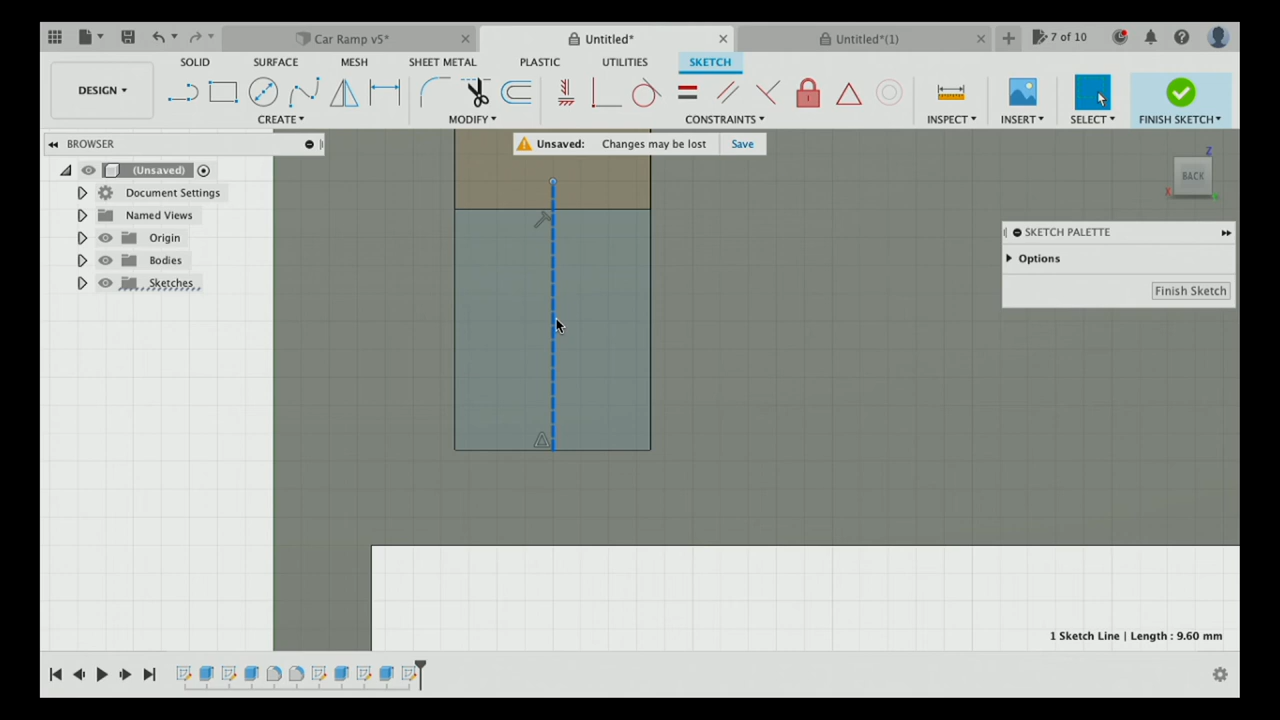 Car Ramp v5*
Untitled*
Untitled*(1)
7 of 10
DESIGN
SOLID
SURFACE
MESH
SHEET METAL
PLASTIC
UTILITIES
SKETCH
CREATE
MODIFY
CONSTRAINTS
INSPECT
INSERT
SELECT
FINISH SKETCH
BROWSER
Unsaved: Changes may be lost Save
(Unsaved)
Document Settings
Named Views
Origin
Bodies
Sketches
Z
BACK
X
SKETCH PALETTE
Options
Finish Sketch
1 Sketch Line | Length : 9.60 mm